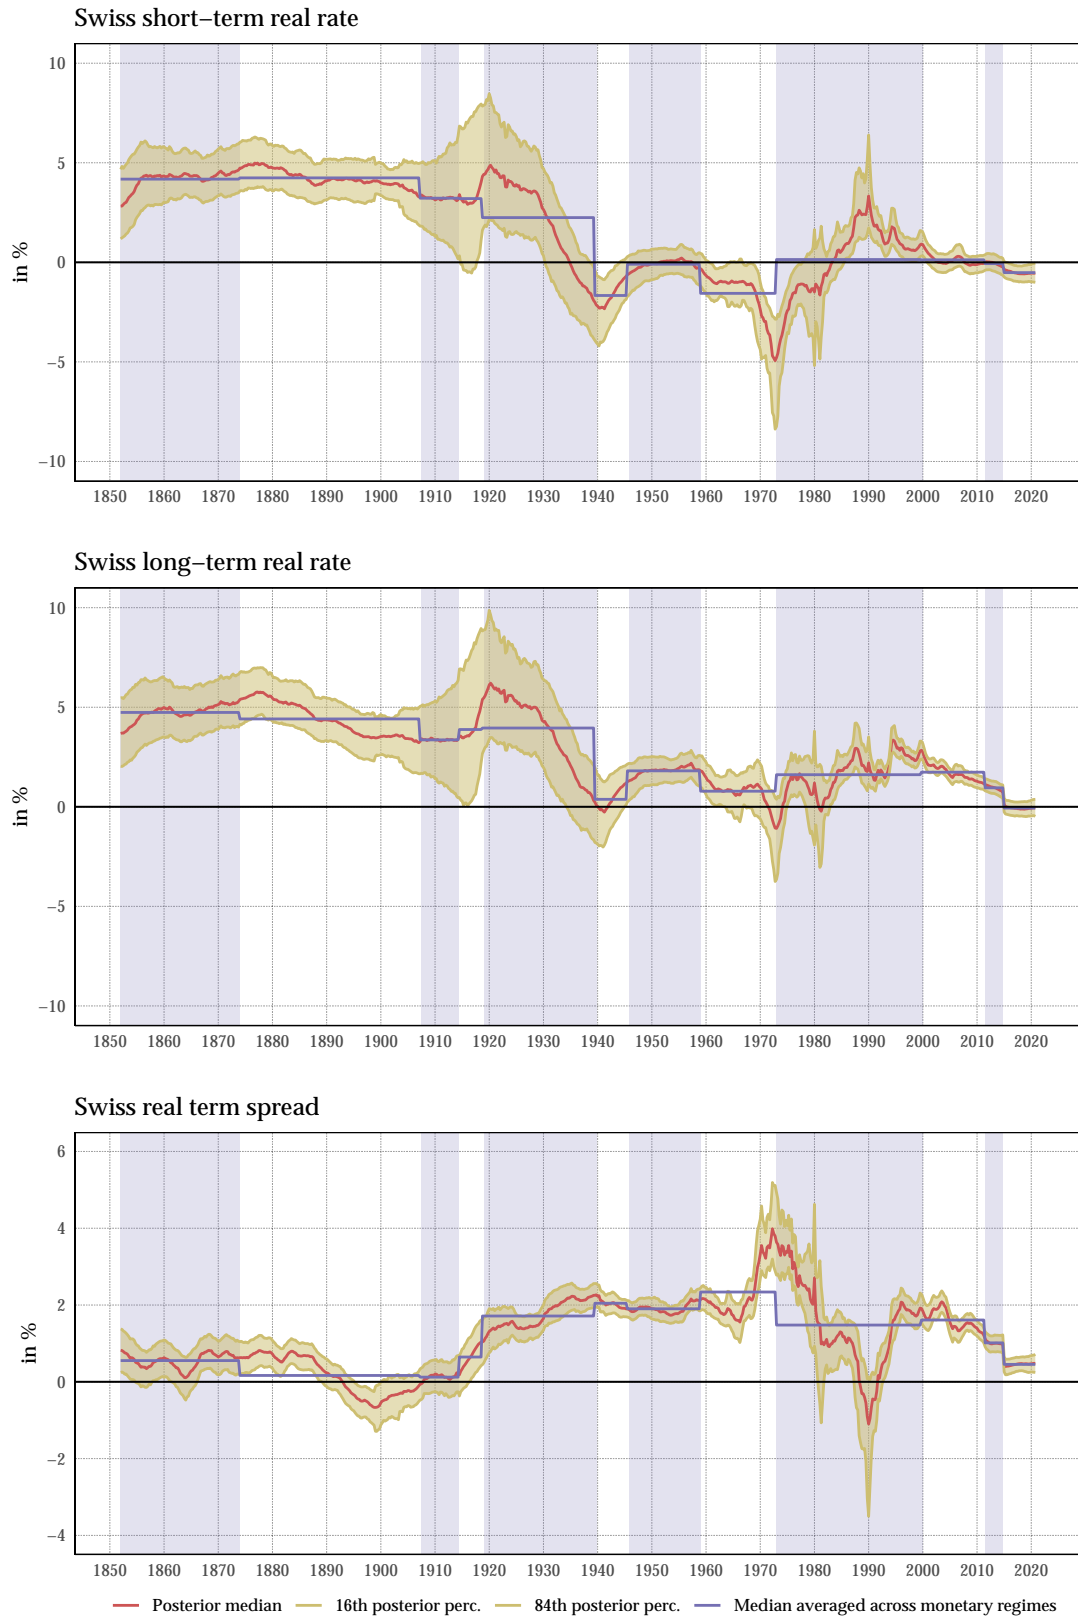 Swiss short−term real rate
10
5
0
−5
−10
in %
1850 1860 1870 1880 1890 1900 1910 1920 1930 1940 1950 1960 1970 1980 1990 2000 2010 2020
Swiss long−term real rate
10
5
0
−5
−10
in %
1850 1860 1870 1880 1890 1900 1910 1920 1930 1940 1950 1960 1970 1980 1990 2000 2010 2020
Swiss real term spread
6
4
2
0
−2
−4
in %
1850 1860 1870 1880 1890 1900 1910 1920 1930 1940 1950 1960 1970 1980 1990 2000 2010 2020
Posterior median 16th posterior perc. 84th posterior perc. Median averaged across monetary regimes